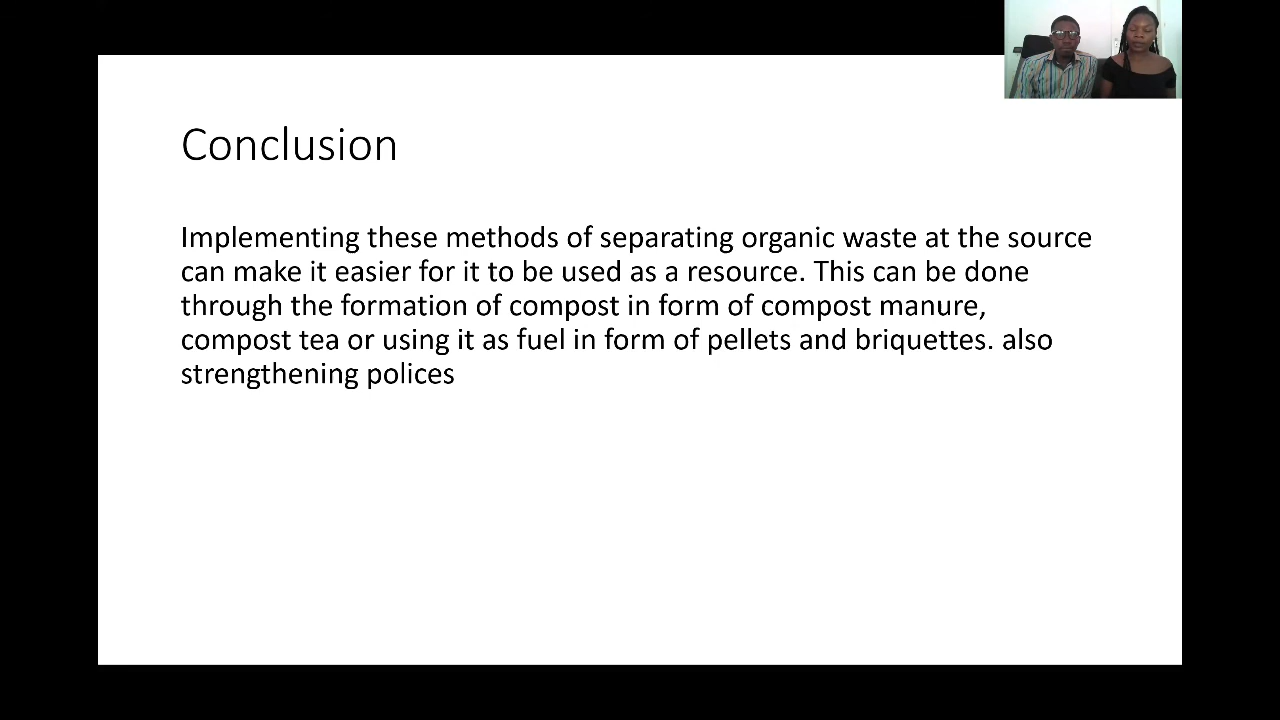 Conclusion
Implementing these methods of separating organic waste at the source
can make it easier for it to be used as a resource. This can be done
through the formation of compost in form of compost manure,
compost tea or using it as fuel in form of pellets and briquettes. also
strengthening polices